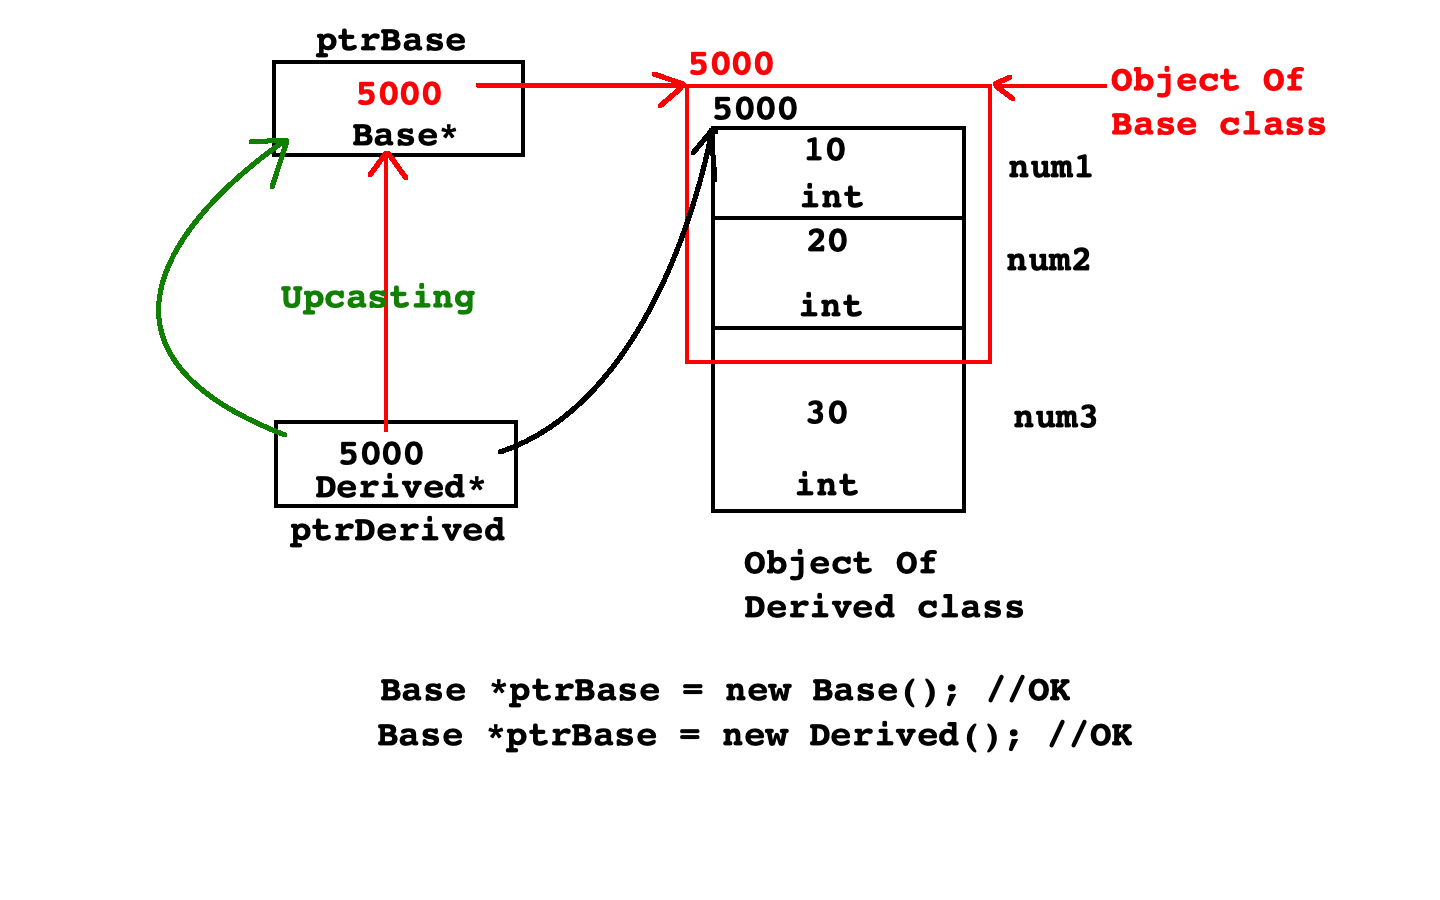 ptrBase
5000
Base*
5000
5000
Object Of
Base class
10
int
num1
20
int
num2
Upcasting
30
int
num3
5000
Derived*
ptrDerived
Object Of
Derived class
Base *ptrBase = new Base(); //OK
Base *ptrBase = new Derived(); //OK